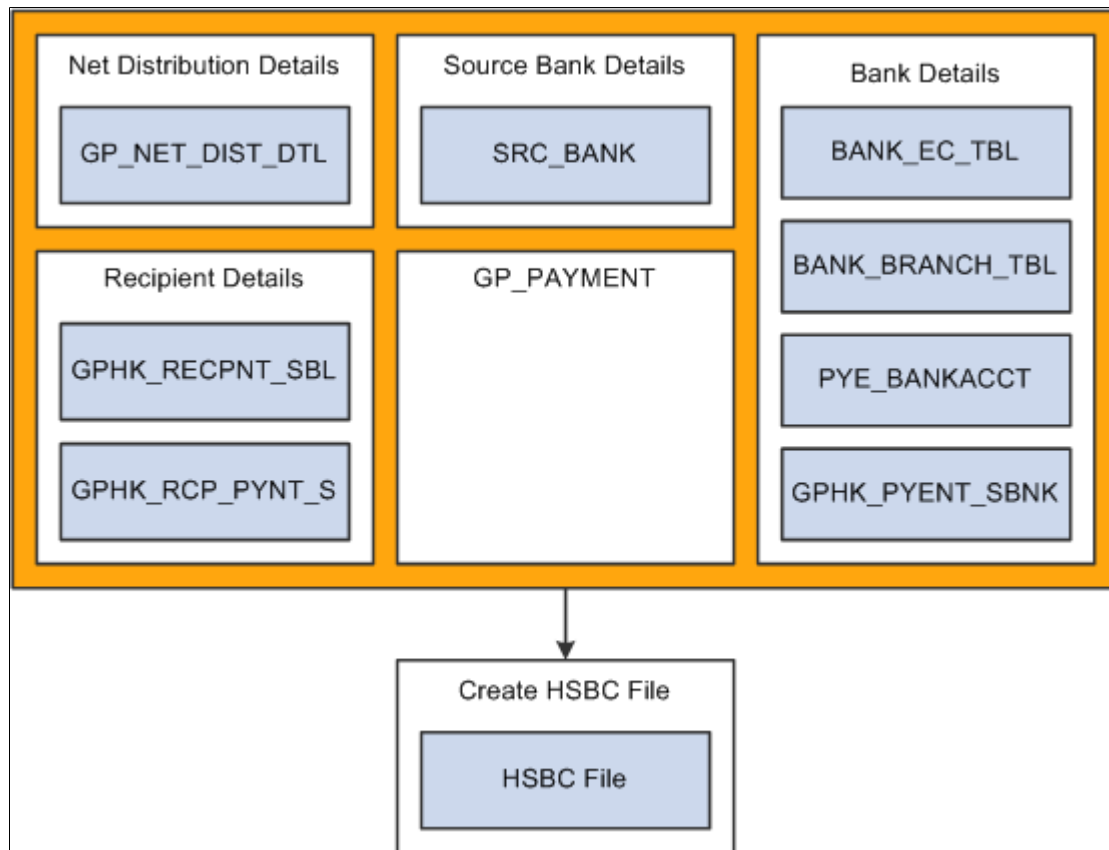 Net Distribution Details
GP_NET_DIST_DTL
Source Bank Details
SRC_BANK
Bank Details
BANK_EC_TBL
BANK_BRANCH_TBL
PYE_BANKACCT
GPHK_PYENT_SBNK
Recipient Details
GPHK_RECPNT_SBL
GPHK_RCP_PYNT_S
GP_PAYMENT
Create HSBC File
HSBC File